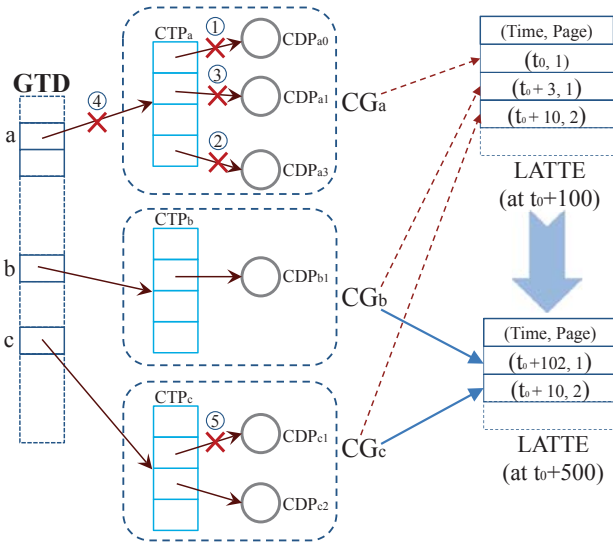 GTD
a
b
c
④
CTPa
①
CDPa0
③
CDPa1
②
CDPa3
CGa
CTPb
CDPb1
CGb
CTPc
⑤
CDPc1
CDPc2
CGc
(Time, Page)
(t0, 1)
(t0 + 3, 1)
(t0 + 10, 2)
LATTE
(at t0+100)
(Time, Page)
(t0+102, 1)
(t0 + 10, 2)
LATTE
(at t0+500)